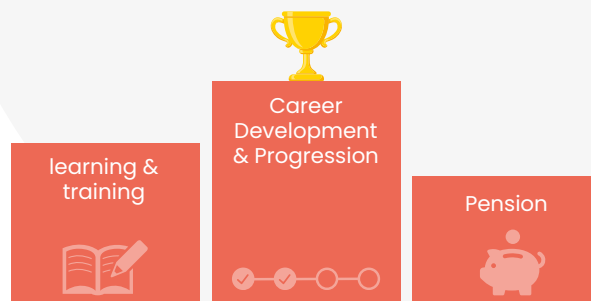 learning &
training
Career
Development
& Progression
Pension